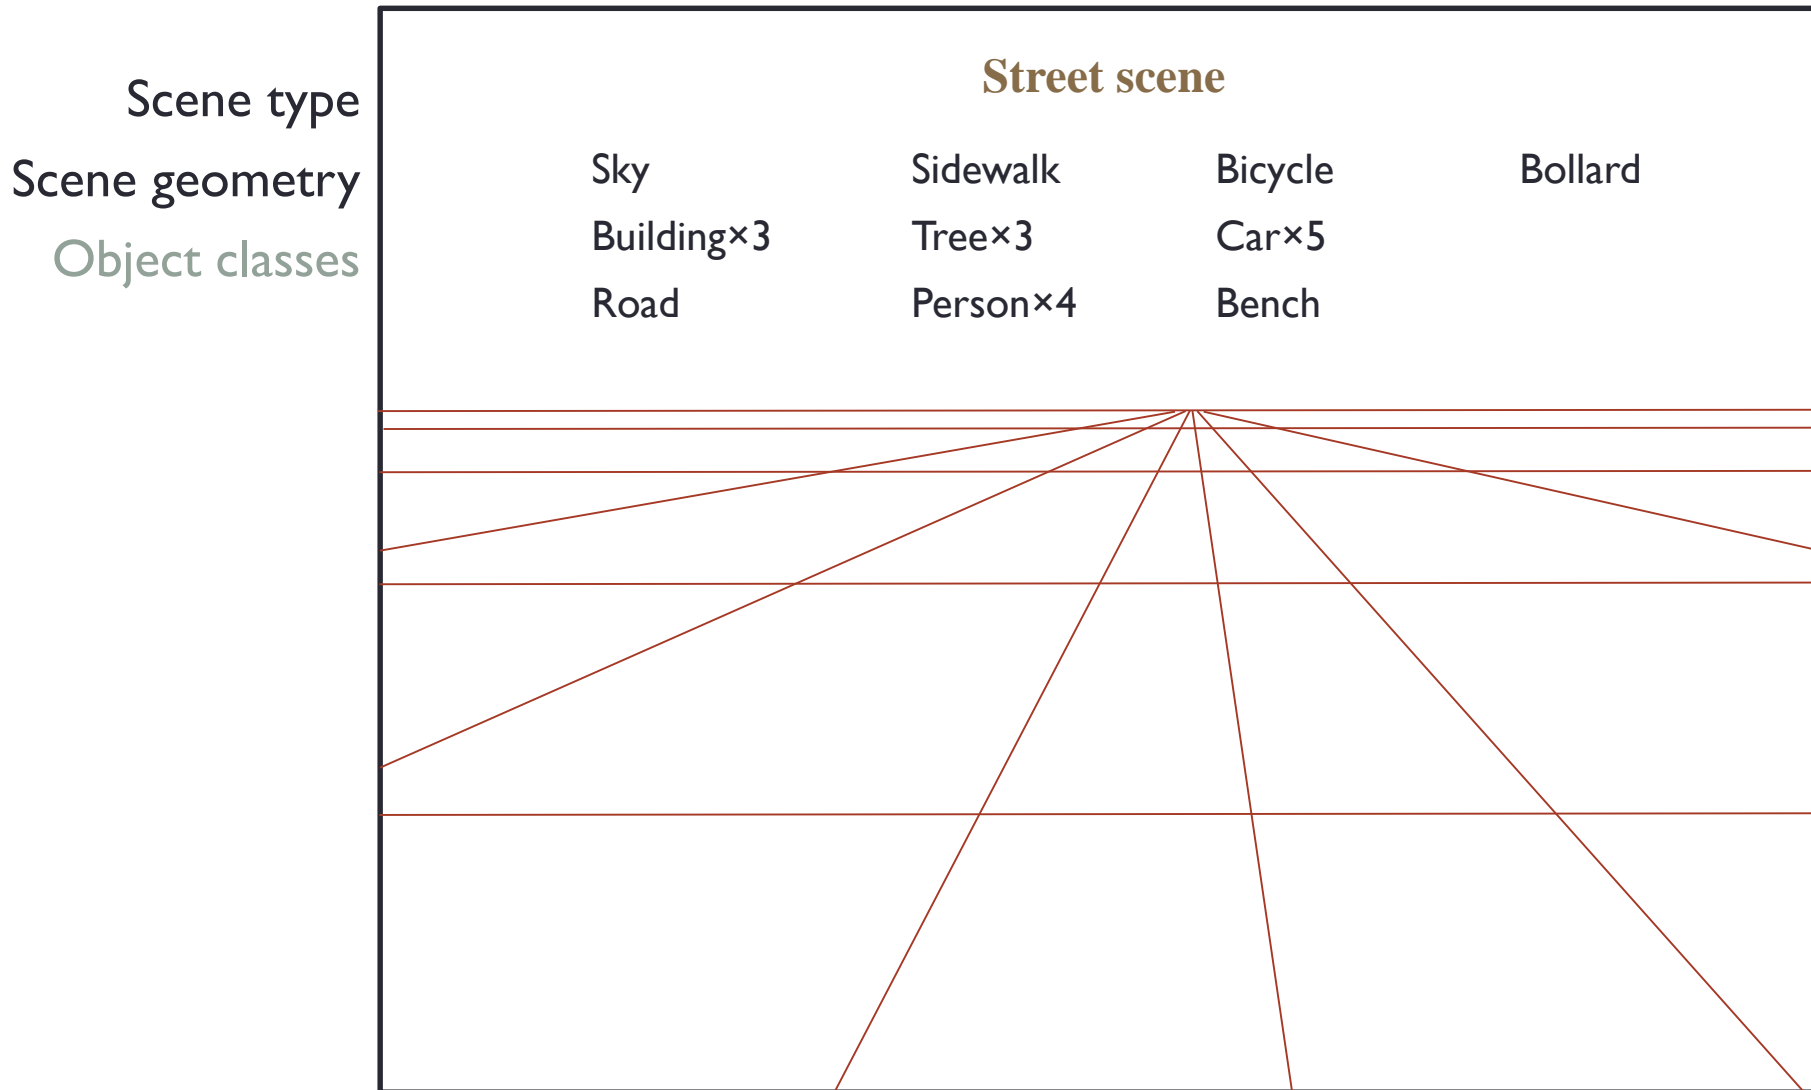 Scene type
Scene geometry
Object classes
Street scene
Sky Sidewalk Bicycle Bollard
Building×3 Tree×3 Car×5
Road Person×4 Bench